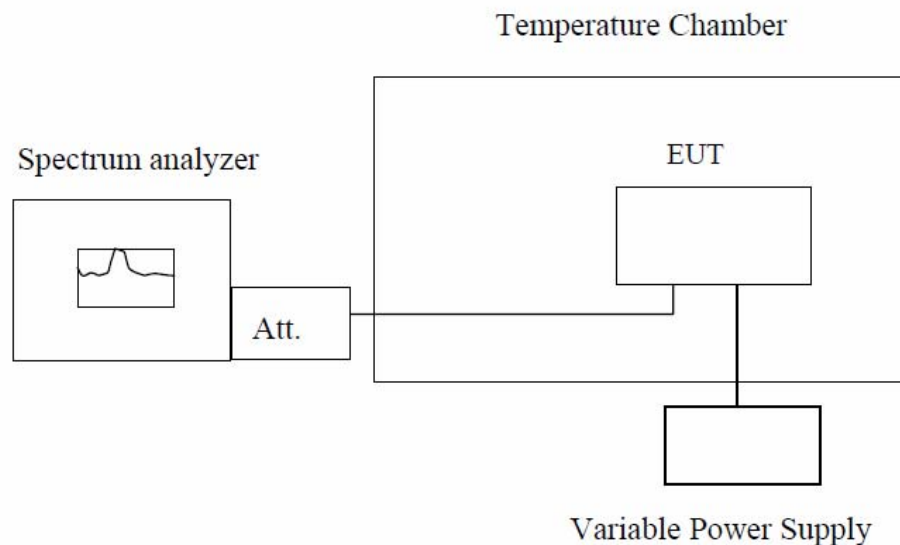 Temperature Chamber
Spectrum analyzer
EUT
Att.
Variable Power Supply